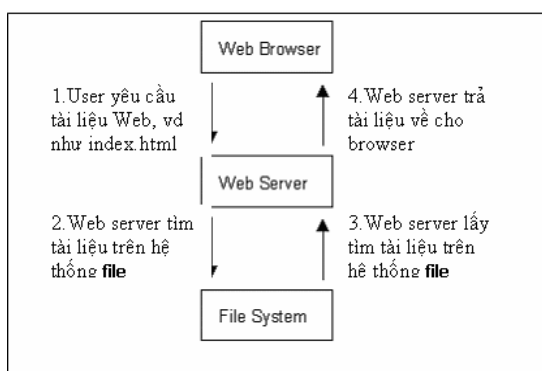 Web Browser
1.User yêu cầu
tài liệu Web, vd
như index.html
4.Web server trả
tài liệu về cho
browser
Web Server
2.Web server tìm
tài liệu trên hệ
thống file
3.Web server lấy
tìm tài liệu trên
hê thống file
File System